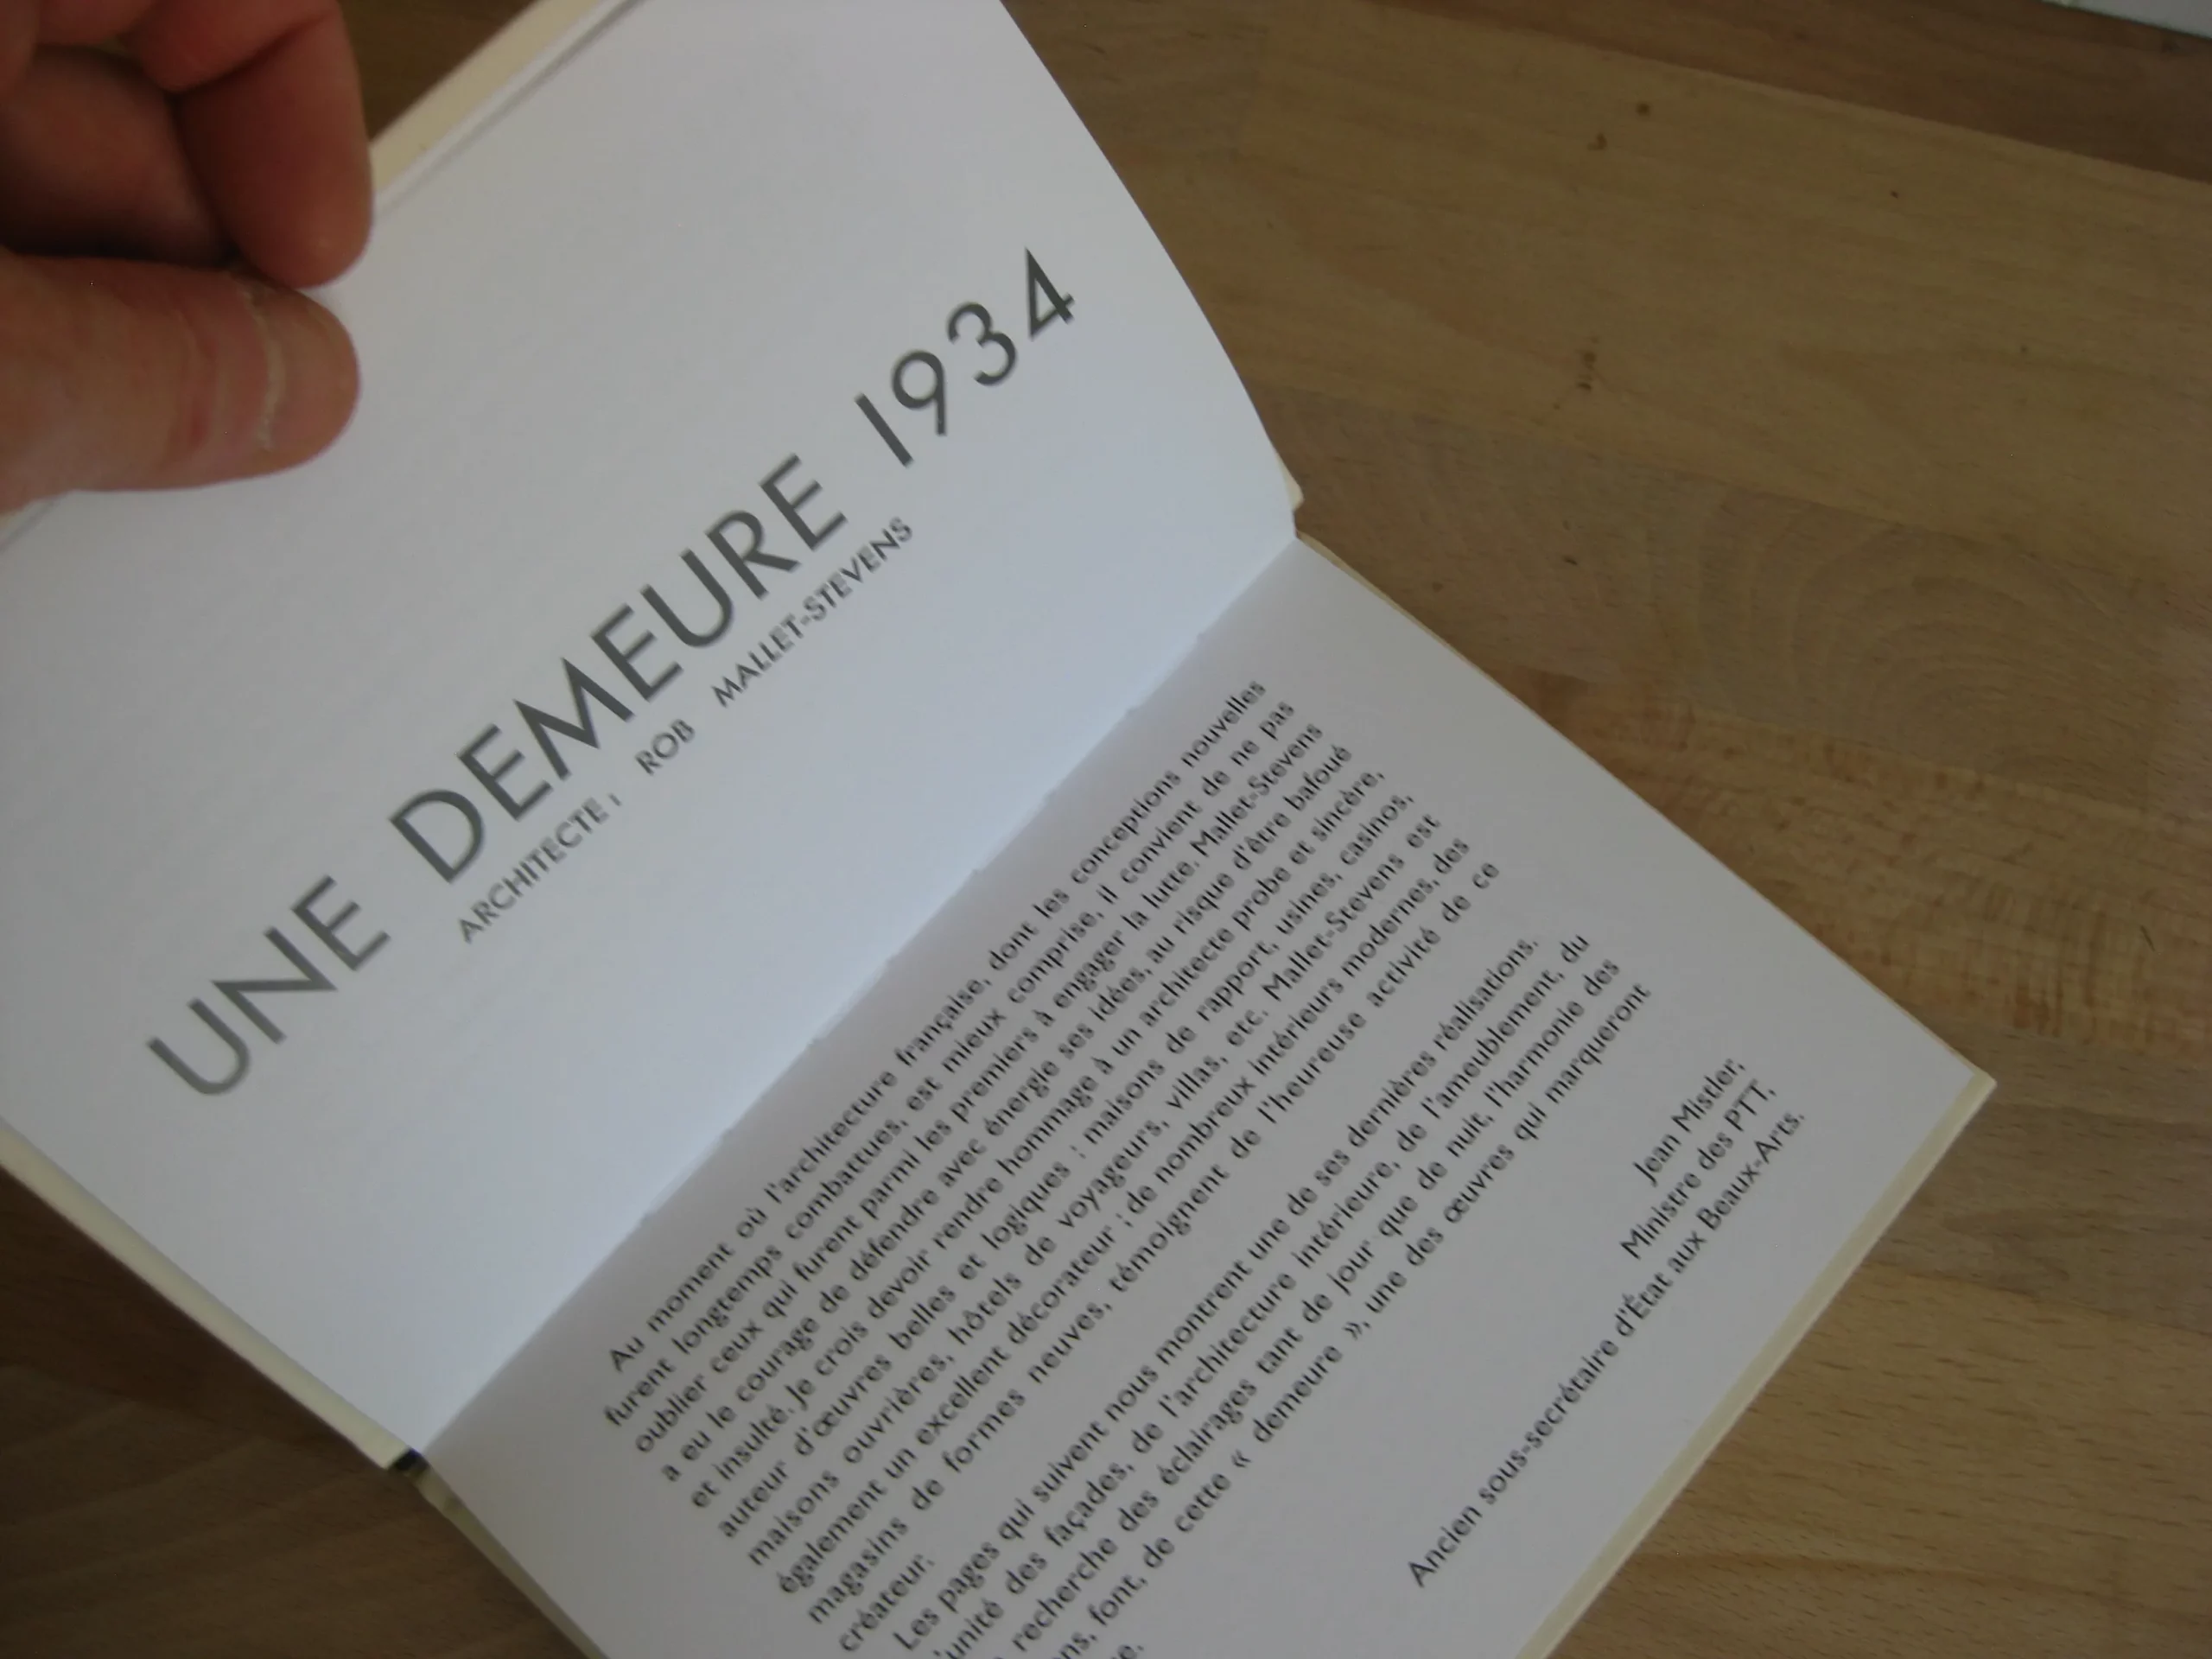 UNE DEMEURE 1934
ARCHITECTE : ROB MALLET-STEVENS
Au moment où l'architecture française, dont les conceptions nouvelles
furent longtemps combattues, est mieux comprise, il convient de ne pas
oublier ceux qui furent parmi les premiers à engager la lutte. Mallet-Stevens
a eu le courage de défendre avec énergie ses idées, au risque d'être bafoué
et insulté. Je crois devoir rendre hommage à un architecte probe et sincère,
auteur d'œuvres belles et logiques : maisons de rapport, usines, casinos,
maisons ouvrières, hôtels de voyageurs, villas, etc. Mallet-Stevens est
également un excellent décorateur ; de nombreux intérieurs modernes, des
magasins de formes neuves, témoignent de l'heureuse activité de ce
créateur.
Les pages qui suivent nous montrent une de ses dernières réalisations.
'unité des façades, de l'architecture intérieure, de l'ameublement, du
recherche des éclairages tant de jour que de nuit, l'harmonie des
ns, font, de cette « demeure », une des œuvres qui marqueront
e.
Jean Mistler,
Ministre des PTT,
Ancien sous-secrétaire d'État aux Beaux-Arts.